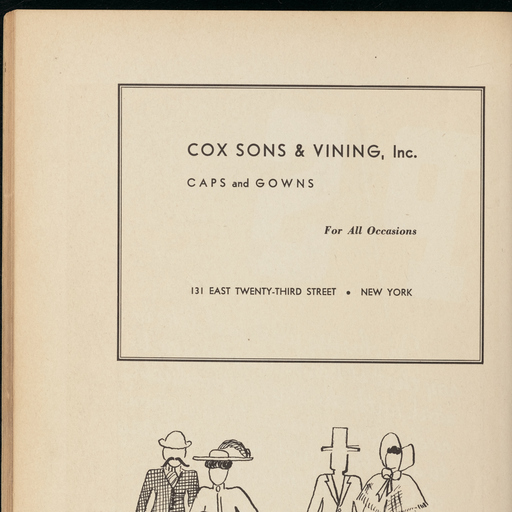 COX SONS & VINING, Inc.
CAPS and GOWNS
For All Occasions
131 EAST TWENTY-THIRD STREET • NEW YORK